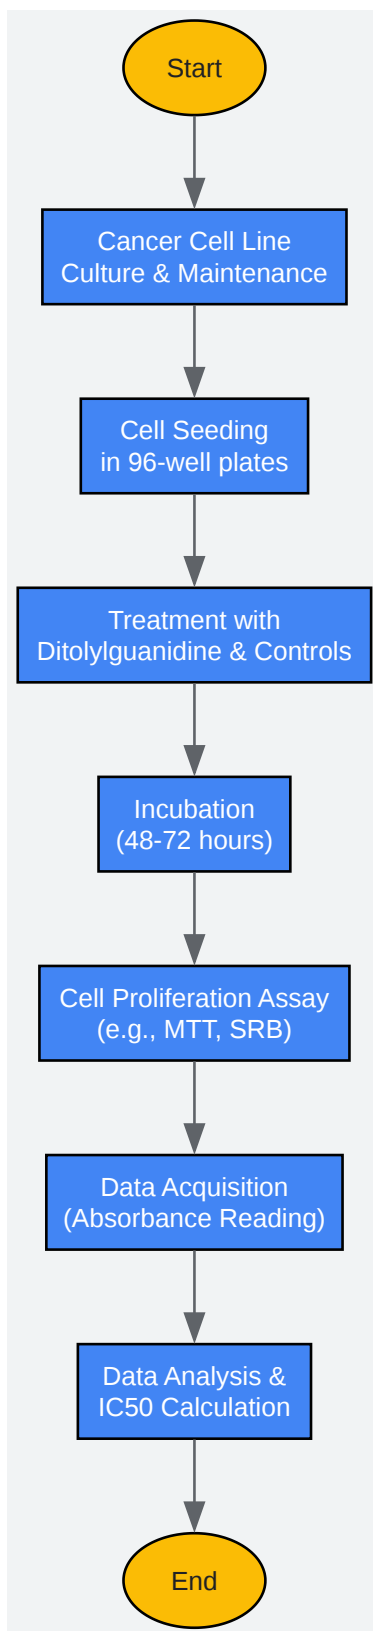 Start
Cancer Cell Line
Culture & Maintenance
Cell Seeding
in 96-well plates
Treatment with
Ditolylguanidine & Controls
Incubation
(48-72 hours)
Cell Proliferation Assay
(e.g., MTT, SRB)
Data Acquisition
(Absorbance Reading)
Data Analysis &
IC50 Calculation
End